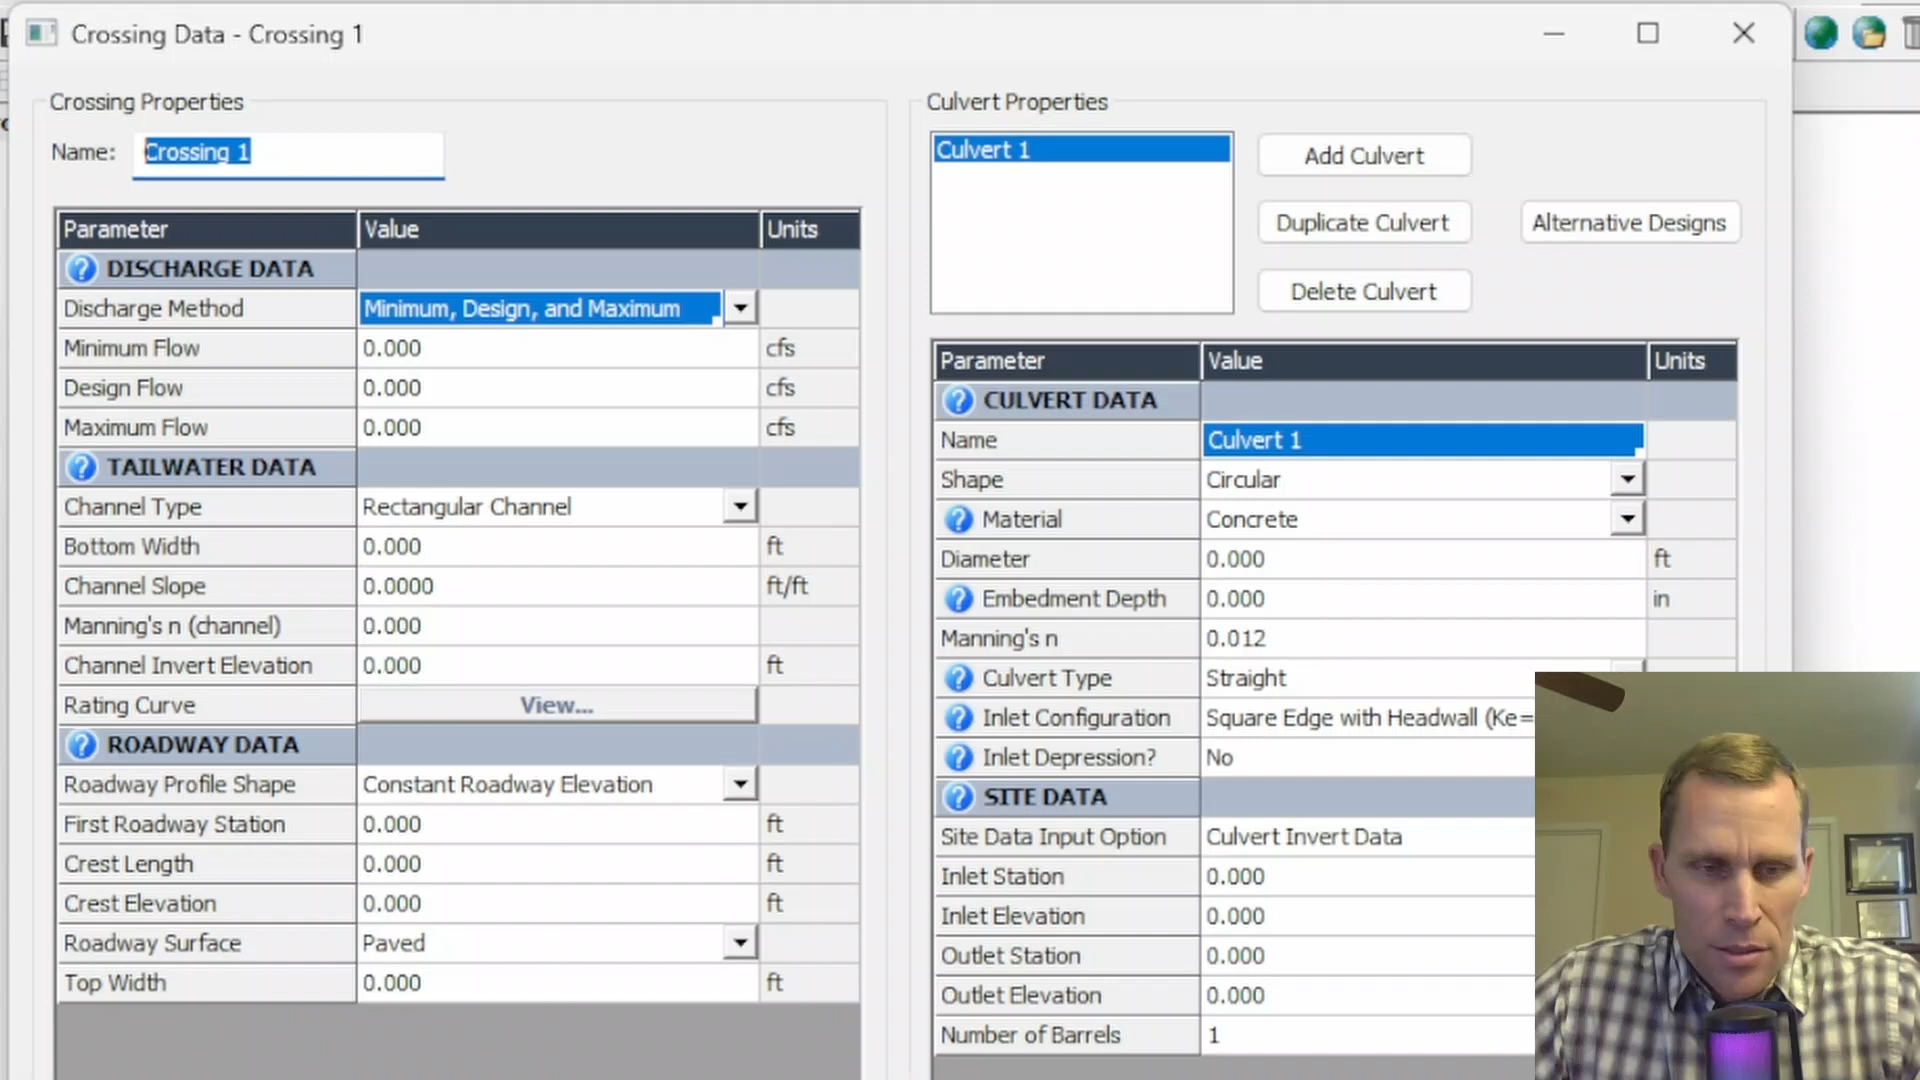 Crossing Data - Crossing 1
Crossing Properties
Name: Crossing 1
Parameter Value Units
DISCHARGE DATA
Discharge Method Minimum, Design, and Maximum
Minimum Flow 0.000 cfs
Design Flow 0.000 cfs
Maximum Flow 0.000 cfs
TAILWATER DATA
Channel Type Rectangular Channel
Bottom Width 0.000 ft
Channel Slope 0.0000 ft/ft
Manning's n (channel) 0.000
Channel Invert Elevation 0.000 ft
Rating Curve View...
ROADWAY DATA
Roadway Profile Shape Constant Roadway Elevation
First Roadway Station 0.000 ft
Crest Length 0.000 ft
Crest Elevation 0.000 ft
Roadway Surface Paved
Top Width 0.000 ft
Culvert Properties
Culvert 1
Add Culvert
Duplicate Culvert
Alternative Designs
Delete Culvert
Parameter Value Units
CULVERT DATA
Name Culvert 1
Shape Circular
Material Concrete
Diameter 0.000 ft
Embedment Depth 0.000 in
Manning's n 0.012
Culvert Type Straight
Inlet Configuration Square Edge with Headwall (Ke=
Inlet Depression? No
SITE DATA
Site Data Input Option Culvert Invert Data
Inlet Station 0.000
Inlet Elevation 0.000
Outlet Station 0.000
Outlet Elevation 0.000
Number of Barrels 1